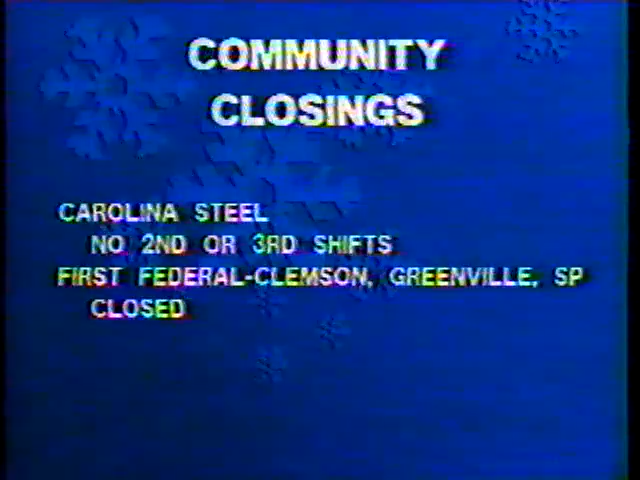 COMMUNITY
CLOSINGS
CAROLINA STEEL
NO 2ND OR 3RD SHIFTS
FIRST FEDERAL-CLEMSON, GREENVILLE, SP
CLOSED